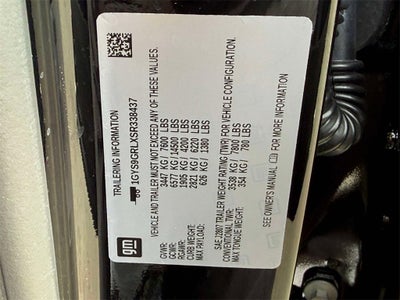 TRAILERING INFORMATION
1GYS9GRLXSR338437
gm
VEHICLE AND TRAILER MUST NOT EXCEED ANY OF THESE VALUES.
GVWR: 3447 KG / 7600 LBS
GCWR: 6577 KG / 14500 LBS
RGAWR: 1905 KG / 4200 LBS
CURB WEIGHT: 2821 KG / 6220 LBS
MAX PAYLOAD: 626 KG / 1380 LBS
SAE J2807 TRAILER WEIGHT RATING (TWR) FOR VEHICLE CONFIGURATION.
CONVENTIONAL TWR: 3538 KG / 7800 LBS
MAX TONGUE WEIGHT: 354 KG / 780 LBS
SEE OWNER'S MANUAL FOR MORE INFORMATION.